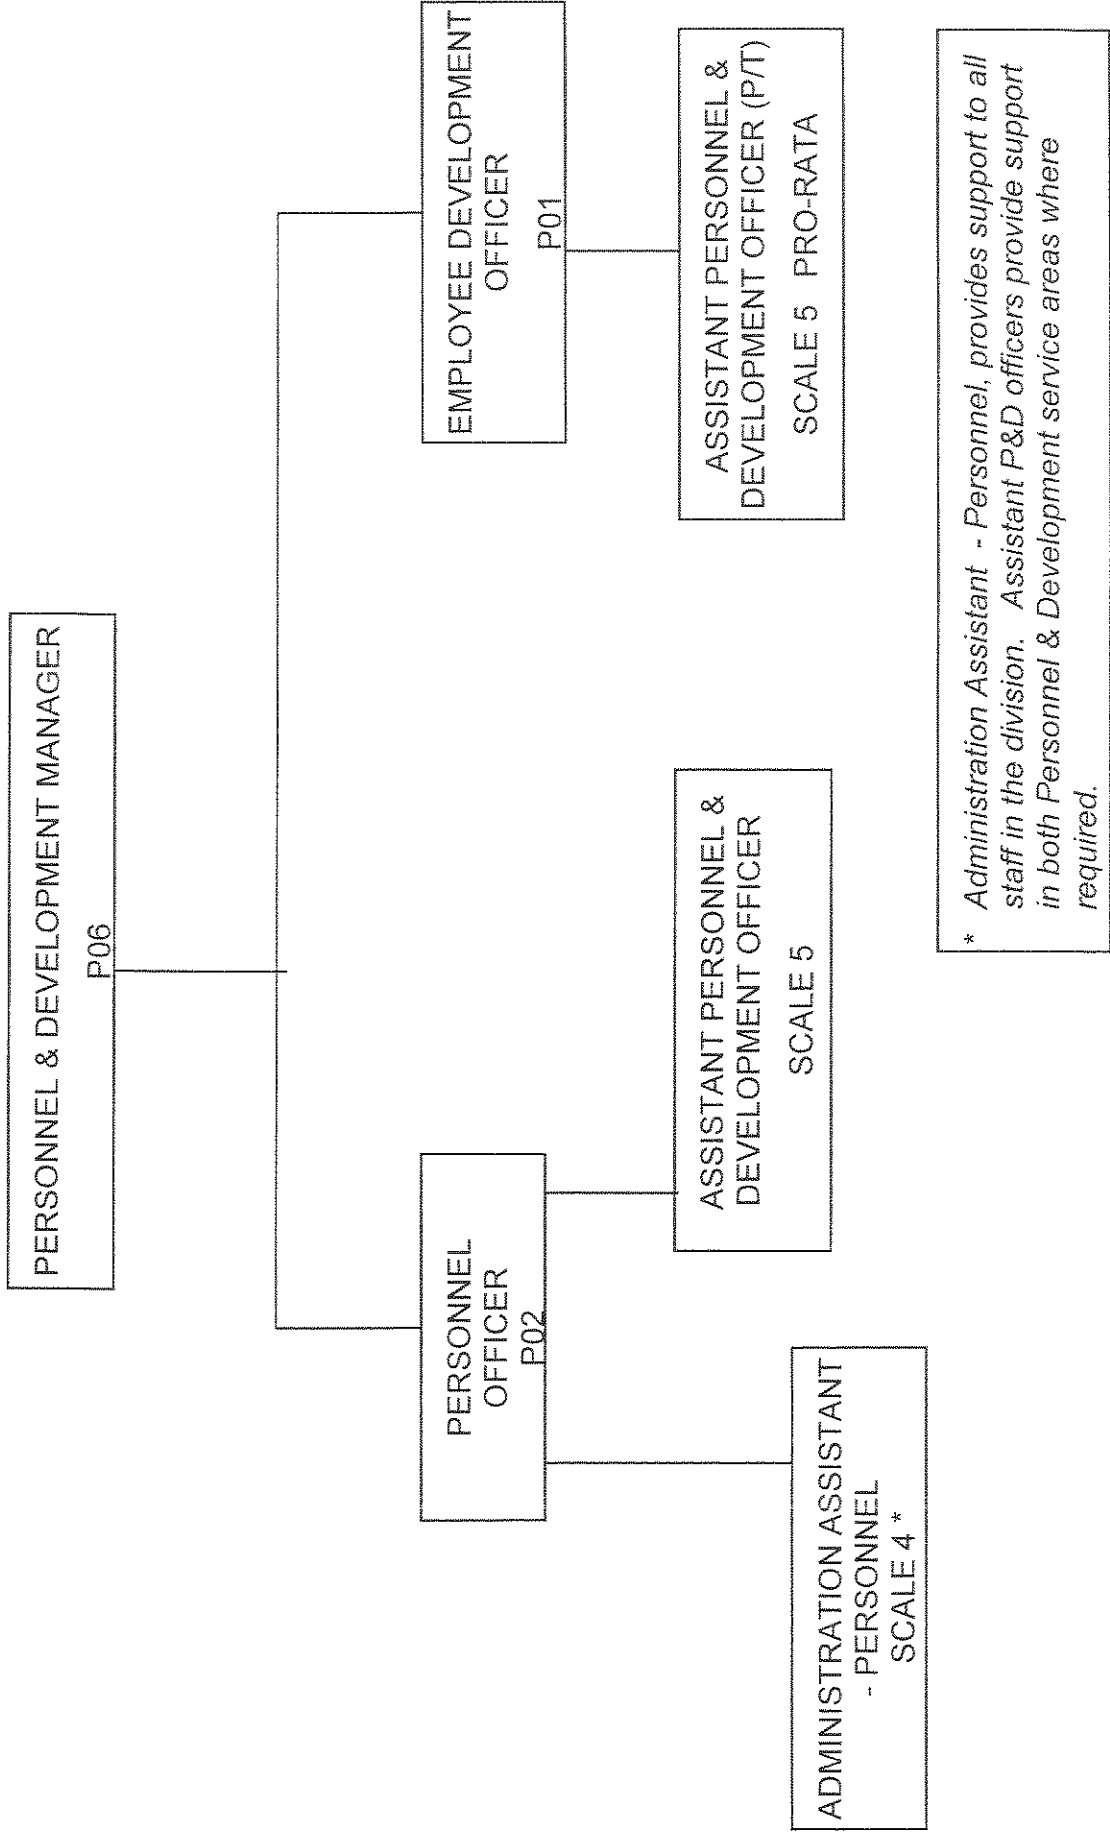 PERSONNEL & DEVELOPMENT MANAGER
P06
PERSONNEL
OFFICER
P02
EMPLOYEE DEVELOPMENT
OFFICER
P01
ADMINISTRATION ASSISTANT
- PERSONNEL
SCALE 4 *
ASSISTANT PERSONNEL &
DEVELOPMENT OFFICER
SCALE 5
ASSISTANT PERSONNEL &
DEVELOPMENT OFFICER (P/T)
SCALE 5 PRO-RATA
* Administration Assistant - Personnel, provides support to all
staff in the division. Assistant P&D officers provide support
in both Personnel & Development service areas where
required.